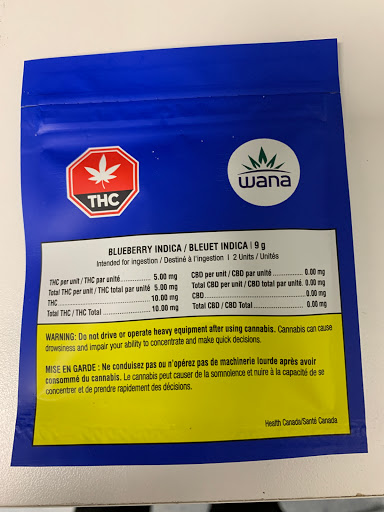 THC
wana
BLUEBERRY INDICA / BLEUET INDICA | 9 g
Intended for ingestion / Destiné à l'ingestion | 2 Units / Unités
THC per unit / THC par unité 5.00 mg
Total THC per unit / THC total par unité 5.00 mg
THC 10.00 mg
Total THC / THC Total 10.00 mg
CBD per unit / CBD par unité 0.00 mg
Total CBD per unit / CBD total par unité 0.00 mg
CBD 0.00 mg
Total CBD / CBD Total 0.00 mg
WARNING: Do not drive or operate heavy equipment after using cannabis. Cannabis can cause
drowsiness and impair your ability to concentrate and make quick decisions.
MISE EN GARDE : Ne conduisez pas ou n'opérez pas de machinerie lourde après avoir
consommé du cannabis. Le cannabis peut causer de la somnolence et nuire à la capacité de se
concentrer et de prendre rapidement des décisions.
Health Canada/Santé Canada